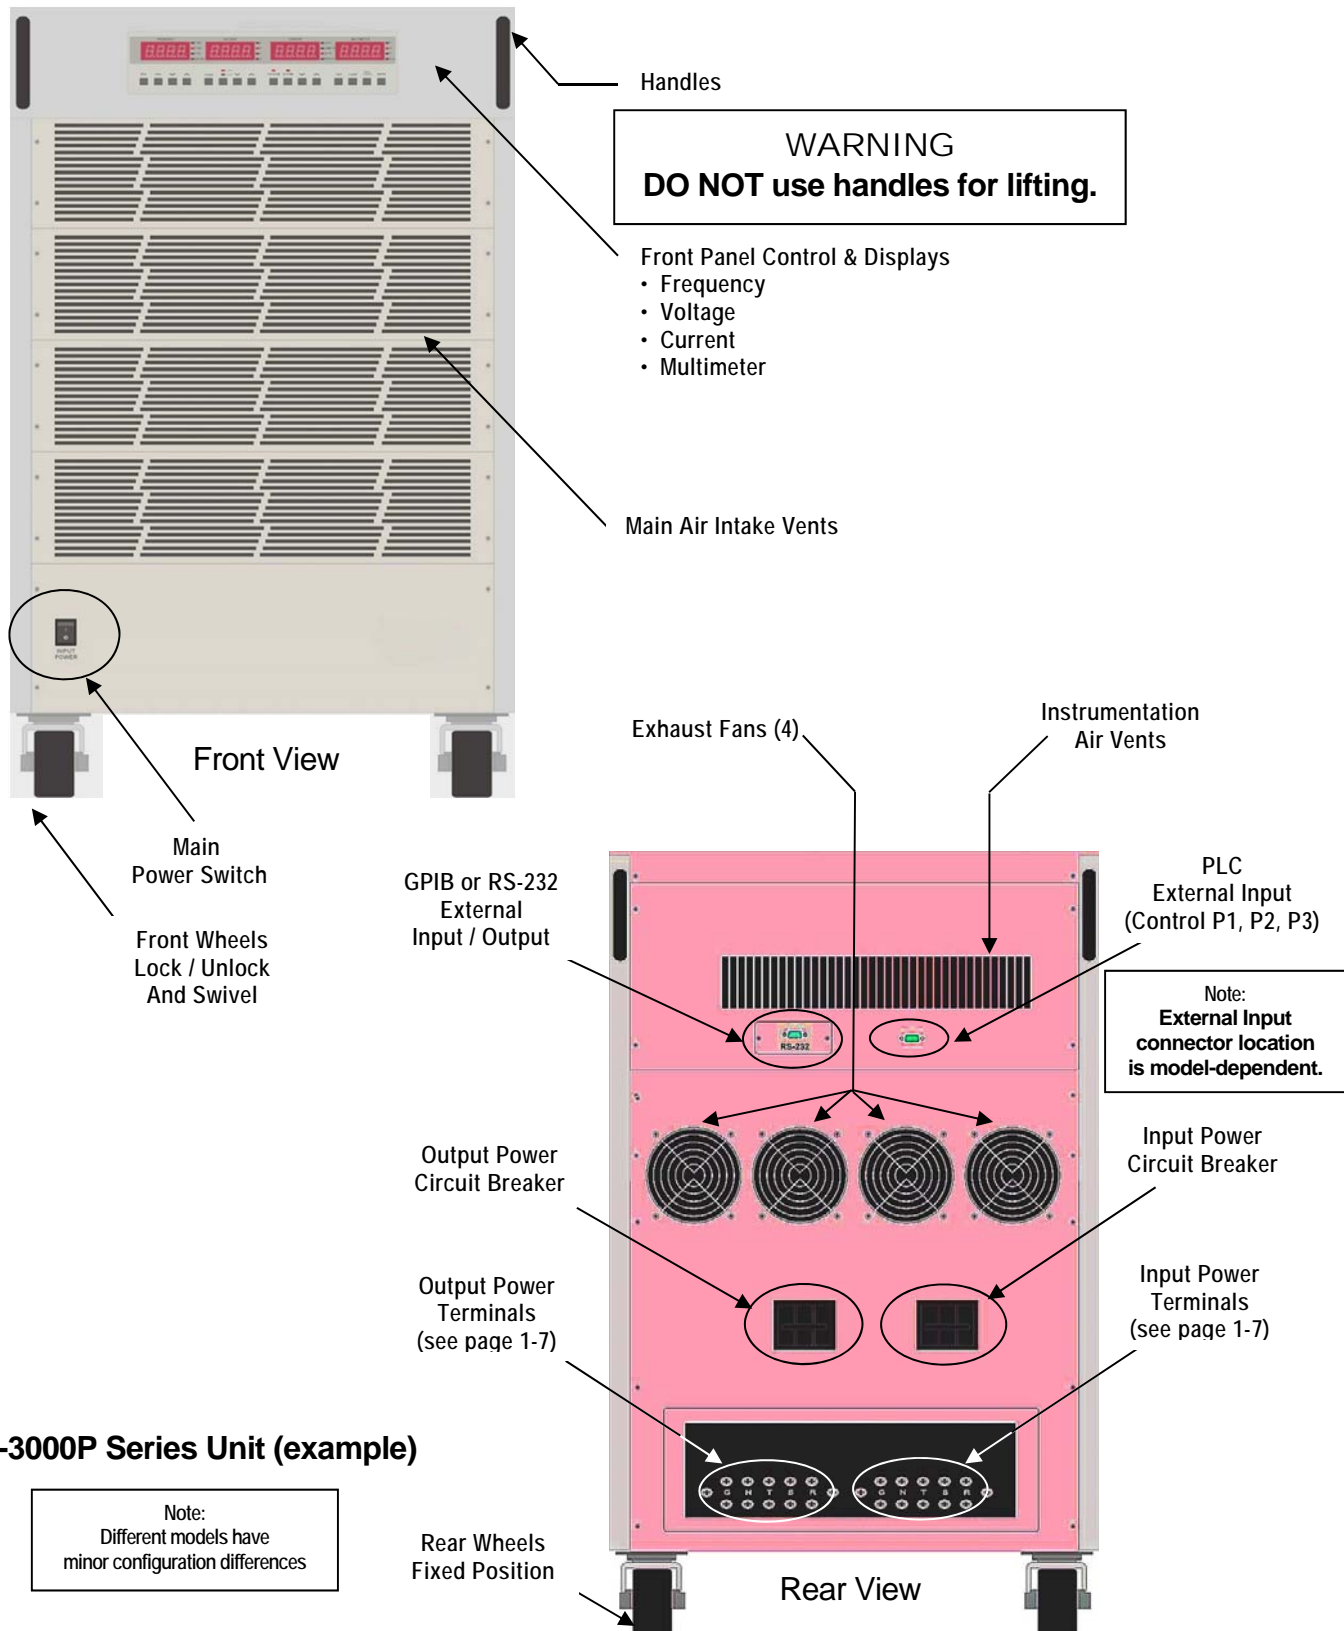 Handles
WARNING
DO NOT use handles for lifting.
Front Panel Control & Displays
• Frequency
• Voltage
• Current
• Multimeter
Main Air Intake Vents
INPUT
POWER
Front View
Main
Power Switch
Front Wheels
Lock / Unlock
And Swivel
Exhaust Fans (4)
Instrumentation
Air Vents
GPIB or RS-232
External
Input / Output
PLC
External Input
(Control P1, P2, P3)
Note:
External Input
connector location
is model-dependent.
RS-232
Output Power
Circuit Breaker
Input Power
Circuit Breaker
Output Power
Terminals
(see page 1-7)
Input Power
Terminals
(see page 1-7)
G N T S R
G N T S R
-3000P Series Unit (example)
Note:
Different models have
minor configuration differences
Rear Wheels
Fixed Position
Rear View